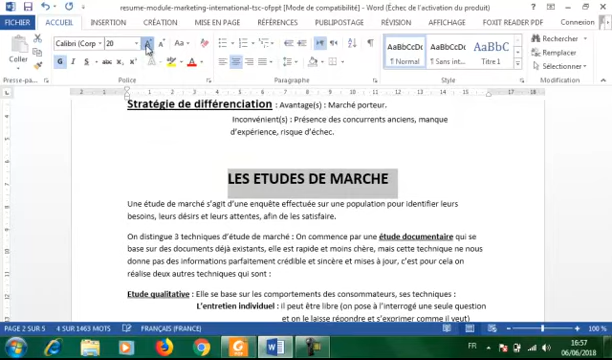 resume-module-marketing-international-tsc-ofppt [Mode de compatibilité] - Word (Échec de l'activation du produit)
FICHIER ACCUEIL INSERTION CRÉATION MISE EN PAGE RÉFÉRENCES PUBLIPOSTAGE RÉVISION AFFICHAGE FOXIT READER PDF Connexion
Calibri (Corp 20
Coller
Rechercher
Remplacer
Sélectionner
AaBbCcDc AaBbCcDc AaBbC
¶ Normal ¶ Sans int... Titre 1
Presse-pa... Police Paragraphe Style Modification
Stratégie de différenciation : Avantage(s) : Marché porteur.
Inconvénient(s) : Présence des concurrents anciens, manque
d'expérience, risque d'échec.
LES ETUDES DE MARCHE
Une étude de marché s'agit d'une enquête effectuée sur une population pour identifier leurs
besoins, leurs désirs et leurs attentes, afin de les satisfaire.
On distingue 3 techniques d'étude de marché : On commence par une étude documentaire qui se
base sur des documents déjà existants, elle est rapide et moins chère, mais cette technique ne nous
donne pas des informations parfaitement crédible et sincère et mises à jour, c'est pour cela on
réalise deux autres techniques qui sont :
Etude qualitative : Elle se base sur les comportements des consommateurs, ses techniques :
L'entretien individuel : il peut être libre (on pose à l'interrogé une seule question
et on le laisse répondre et s'exprimer comme il veut)
PAGE 2 SUR 5 4 SUR 1463 MOTS FRANÇAIS (FRANCE) 100 %
FR
16:57
06/06/2018